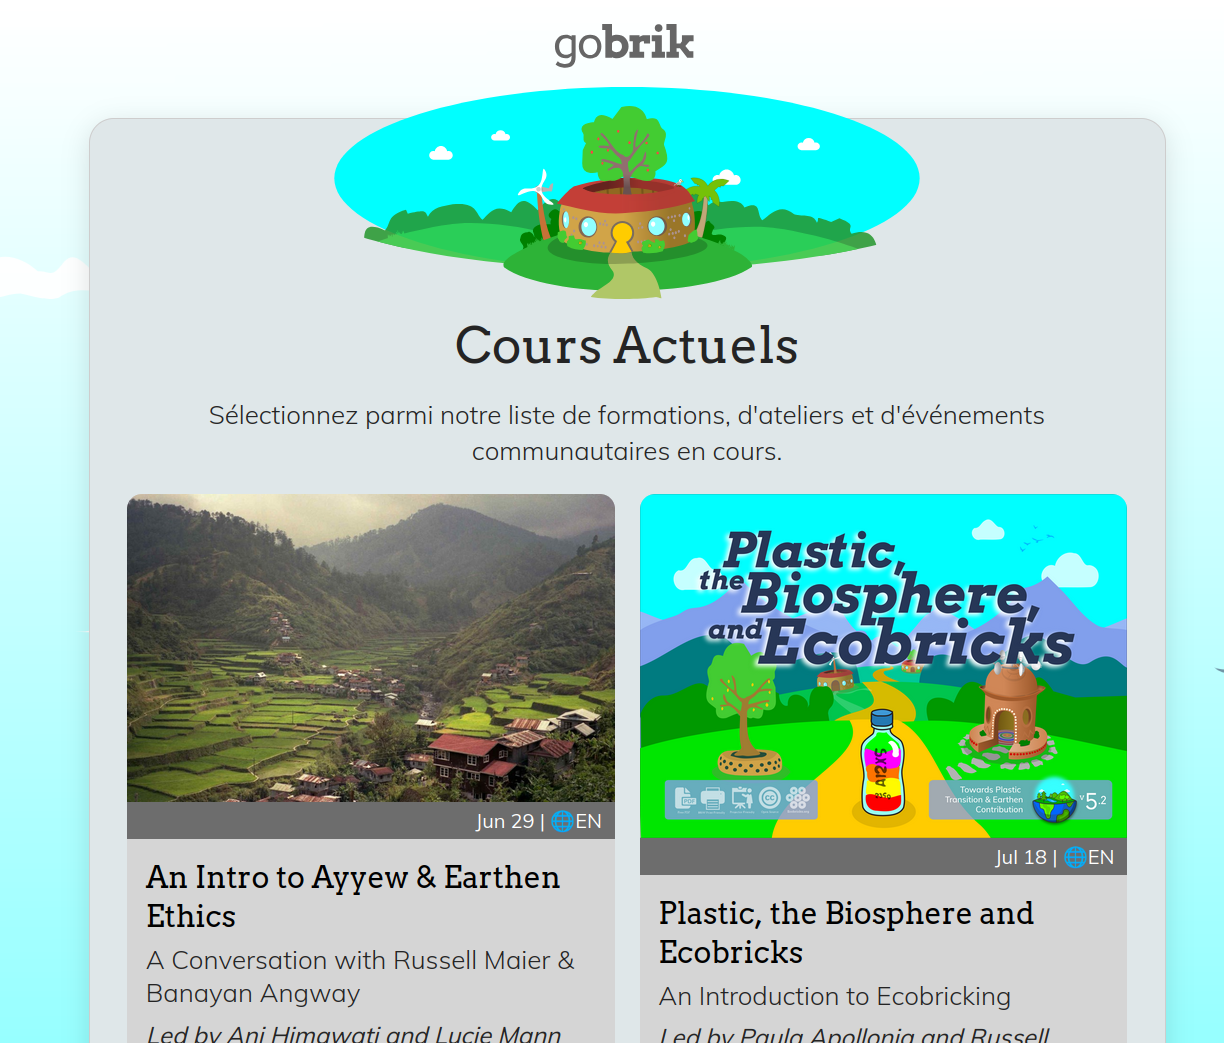 gobrik
Cours Actuels
Sélectionnez parmi notre liste de formations, d'ateliers et d'événements
communautaires en cours.
Jun 29 | 🌐EN
An Intro to Ayyew & Earthen
Ethics
A Conversation with Russell Maier &
Banayan Angway
Led by Ani Himawati and Lucie Mann
Plastic,
the Biosphere,
and Ecobricks
A12XS
PDF
Towards Plastic
Transition & Earthen
Contribution
v5.2
Jul 18 | 🌐EN
Plastic, the Biosphere and
Ecobricks
An Introduction to Ecobricking
Led by Paula Apollonia and Russell